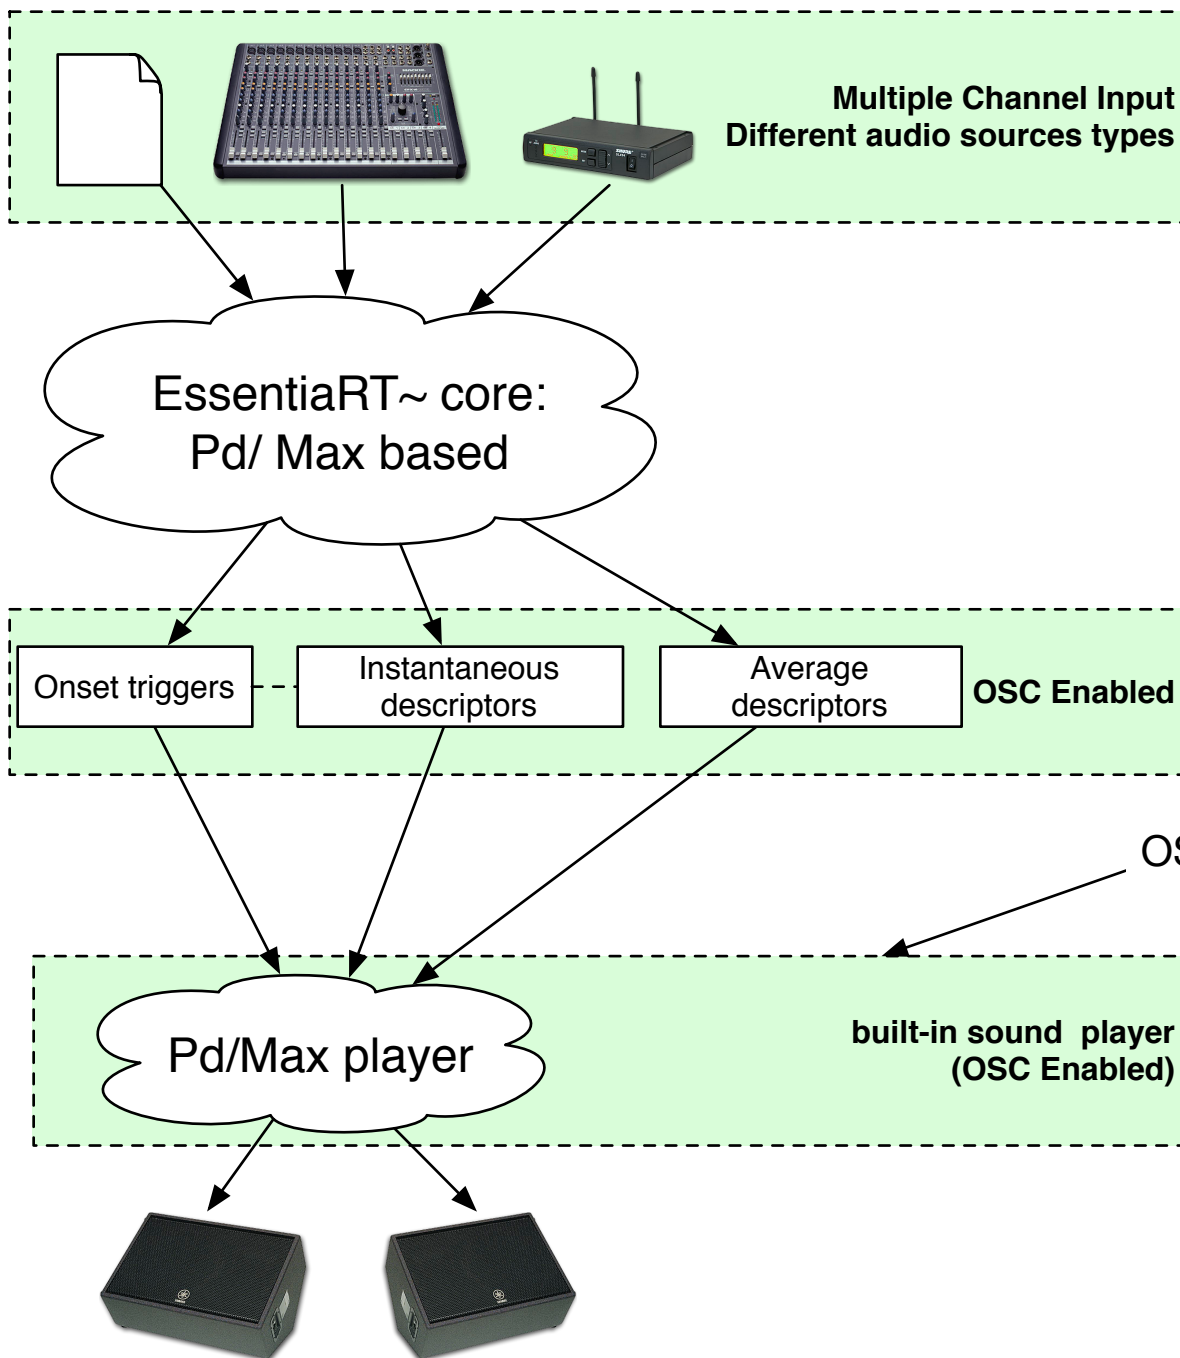 Multiple Channel Input
Different audio sources types
EssentiaRT~ core:
Pd/ Max based
Onset triggers
Instantaneous
descriptors
Average
descriptors
OSC Enabled
Pd/Max player
built-in sound player
(OSC Enabled)